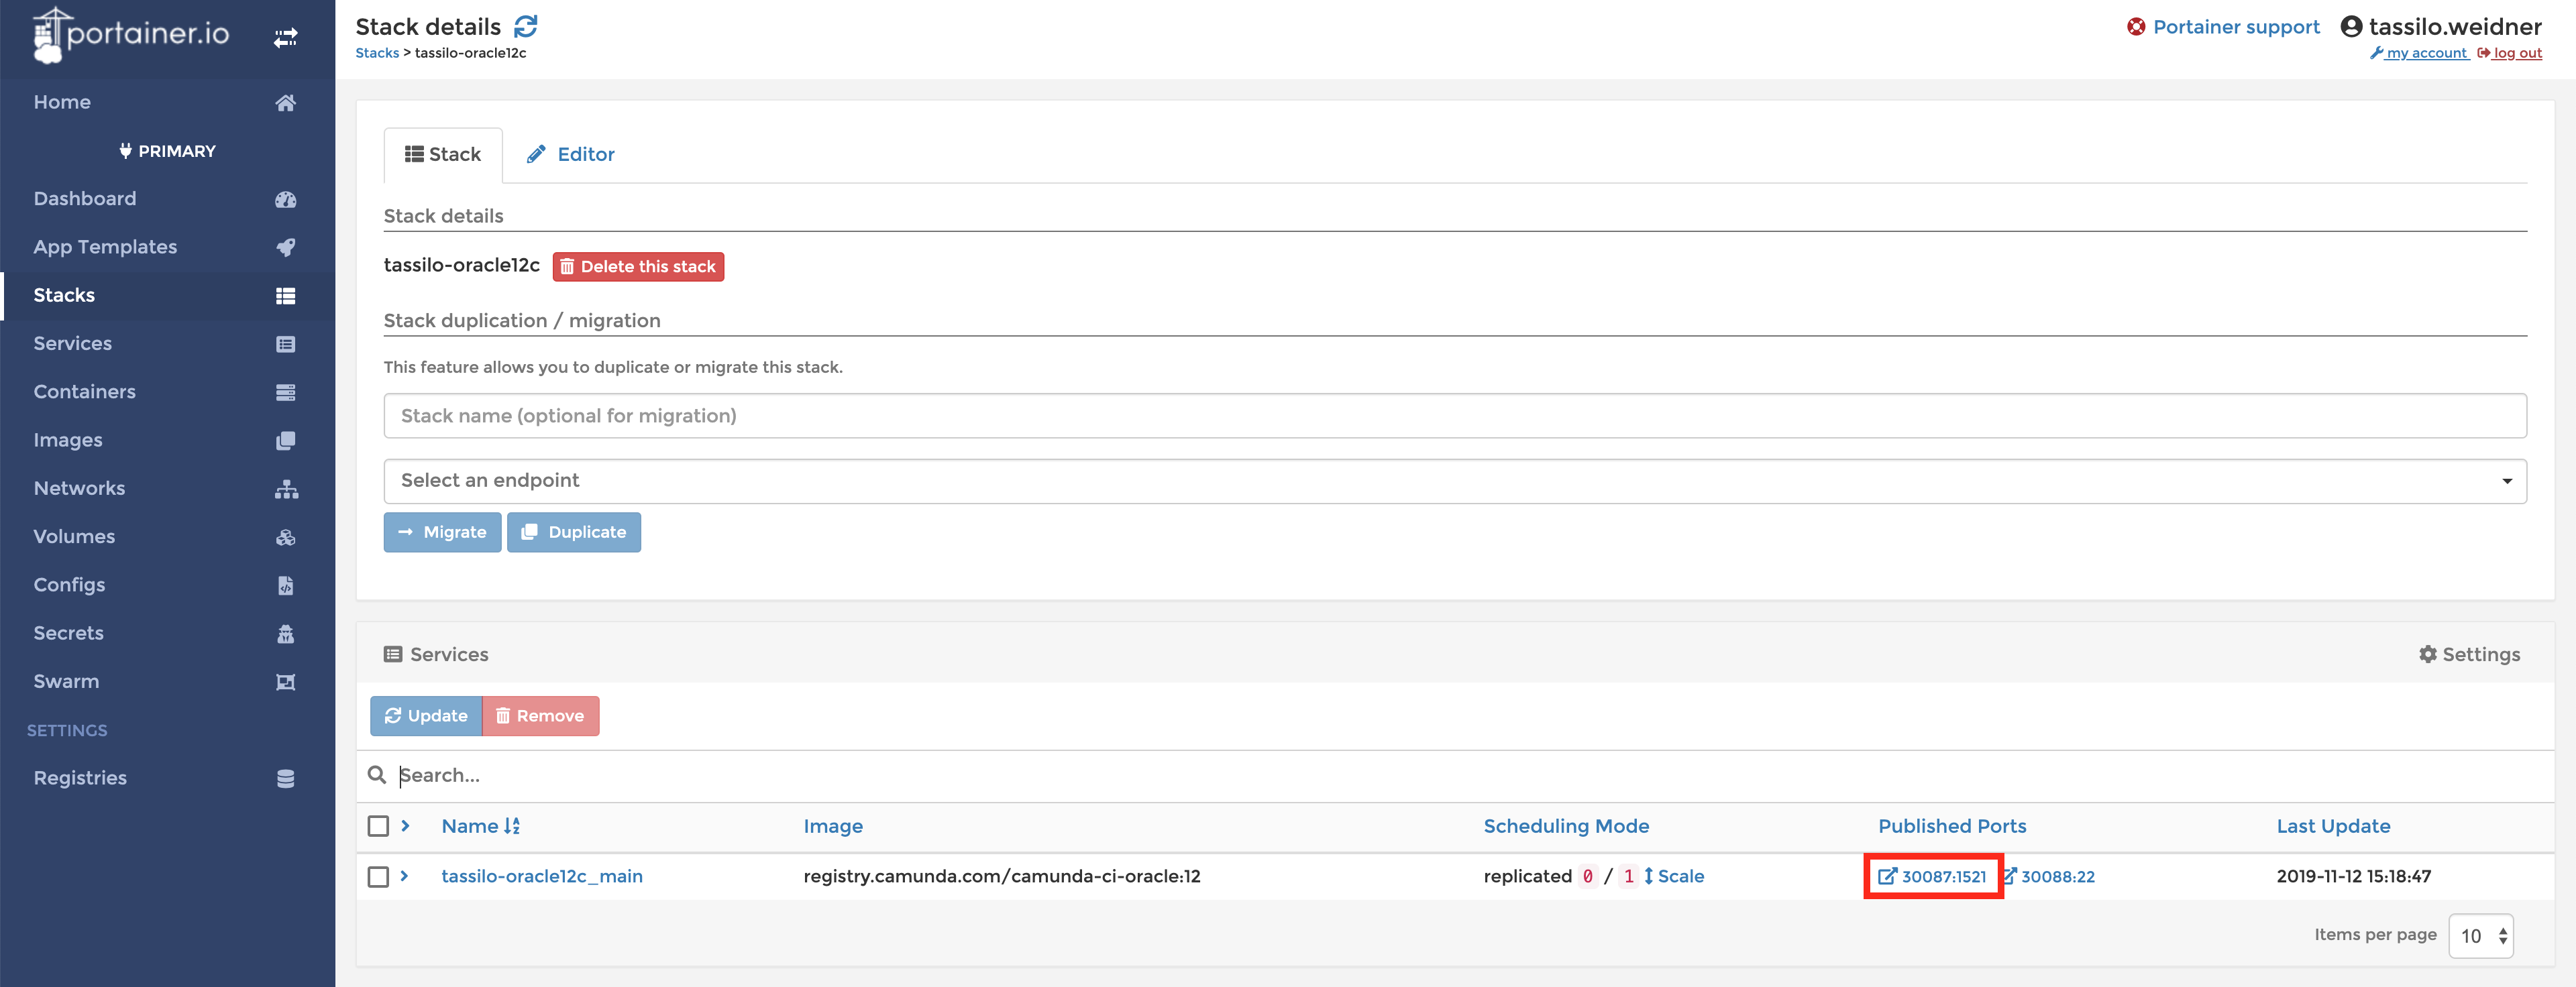 portainer.io
Home
PRIMARY
Dashboard
App Templates
Stacks
Services
Containers
Images
Networks
Volumes
Configs
Secrets
Swarm
SETTINGS
Registries
Stack details
Stacks > tassilo-oracle12c
Portainer support
tassilo.weidner
my account log out
Stack Editor
Stack details
tassilo-oracle12c Delete this stack
Stack duplication / migration
This feature allows you to duplicate or migrate this stack.
Stack name (optional for migration)
Select an endpoint
Migrate Duplicate
Services Settings
Update Remove
Search...
Name Image Scheduling Mode Published Ports Last Update
tassilo-oracle12c_main registry.camunda.com/camunda-ci-oracle:12 replicated 0 / 1 Scale 30087:1521 30088:22 2019-11-12 15:18:47
Items per page 10